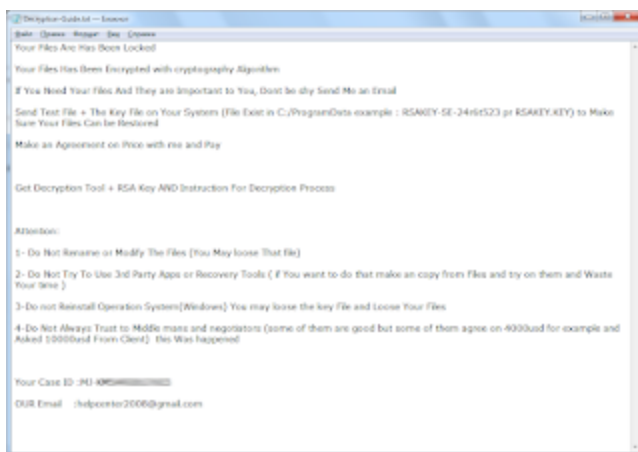 Decryption-Guide.txt — Блокнот
Файл Правка Формат Вид Справка
Your Files Are Has Been Locked
Your Files Has Been Encrypted with cryptography Algorithm
If You Need Your Files And They are Important to You, Dont be shy Send Me an Email
Send Test File + The Key File on Your System (File Exist in C:/ProgramData example : RSAKEY-SE-24r6t523 pr RSAKEY.KEY) to Make
Sure Your Files Can be Restored
Make an Agreement on Price with me and Pay
Get Decryption Tool + RSA Key AND Instruction For Decryption Process
Attention:
1- Do Not Rename or Modify The Files (You May loose That file)
2- Do Not Try To Use 3rd Party Apps or Recovery Tools ( if You want to do that make an copy from Files and try on them and Waste
Your time )
3-Do not Reinstall Operation System(Windows) You may loose the key File and Loose Your Files
4-Do Not Always Trust to Middle mans and negotiators (some of them are good but some of them agree on 4000usd for example and
Asked 10000usd From Client) this Was happened
Your Case ID :MJ-
OUR Email :helpcenter2008@gmail.com